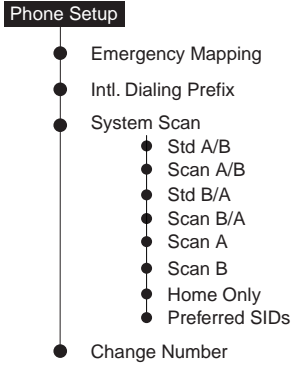 Phone Setup
Emergency Mapping
Intl. Dialing Prefix
System Scan
Std A/B
Scan A/B
Std B/A
Scan B/A
Scan A
Scan B
Home Only
Preferred SIDs
Change Number